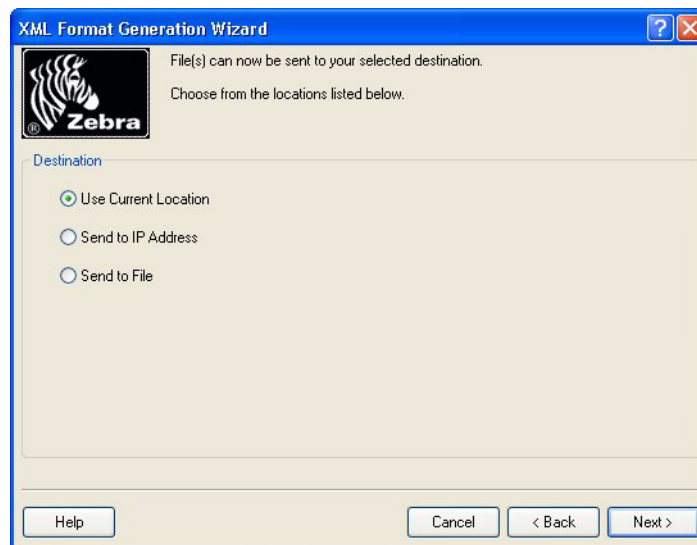 XML Format Generation Wizard
File(s) can now be sent to your selected destination.
Choose from the locations listed below.
® Zebra
Destination
Use Current Location
Send to IP Address
Send to File
Help
Cancel
< Back
Next >